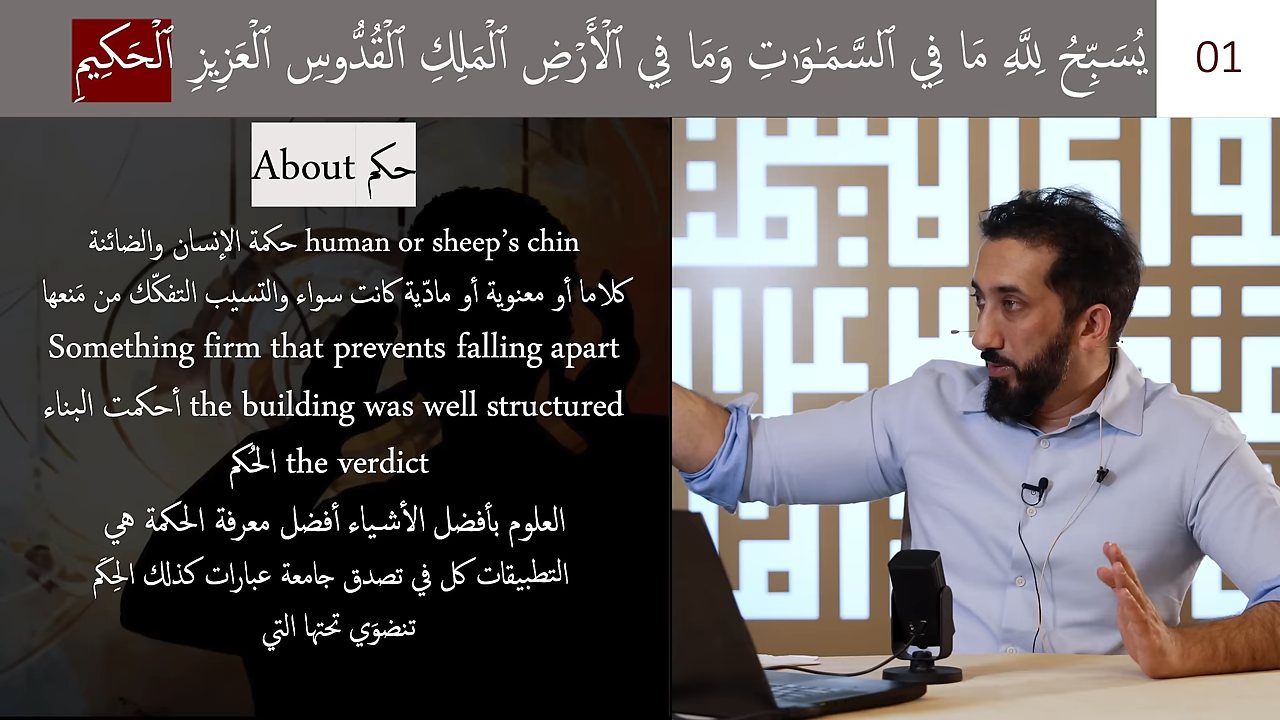 يُسَبِّحُ لِلَّهِ مَا فِي ٱلسَّمَـٰوَٰتِ وَمَا فِي ٱلْأَرْضِ ٱلْمَلِكِ ٱلْقُدُّوسِ ٱلْعَزِيزِ ٱلْحَكِيمِ
01
About حكم
حكمة الإنسان والضائنة human or sheep’s chin
كلاما أو معنوية أو مادّية كانت سواء والتسيب التفكّك من مَنعها
Something firm that prevents falling apart
أحكمت البناء the building was well structured
الحُكم the verdict
العلوم بأفضل الأشياء أفضل معرفة الحكمة هي
التطبيقات كل في تصدق جامعة عبارات كذلك الحِكَم
تنضوَي تحتها التي